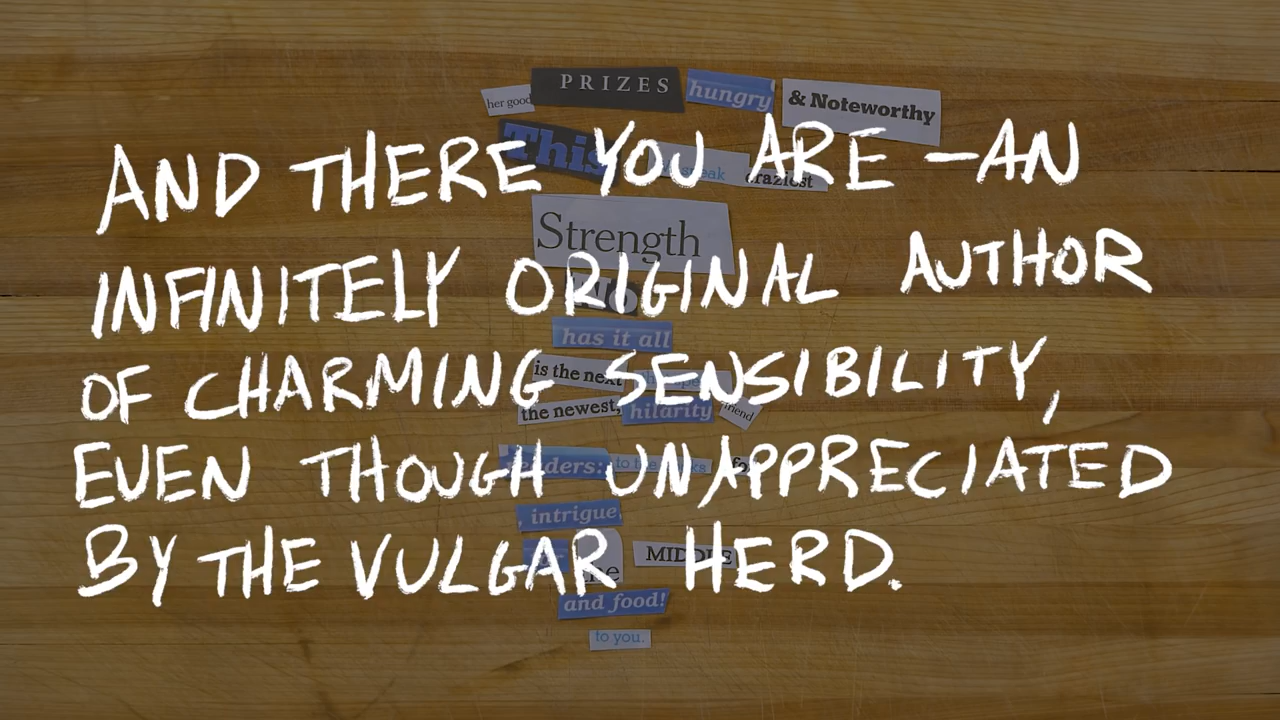 her good PRIZES hungry & Noteworthy
This craziest
AND THERE YOU ARE –AN
Strength
INFINITELY ORIGINAL AUTHOR
has it all
is the next
OF CHARMING SENSIBILITY,
the newest, hilarity friend
EVEN THOUGH UNAPPRECIATED
, intrigue
BY THE VULGAR HERD.
MIDDLE
and food!
to you.